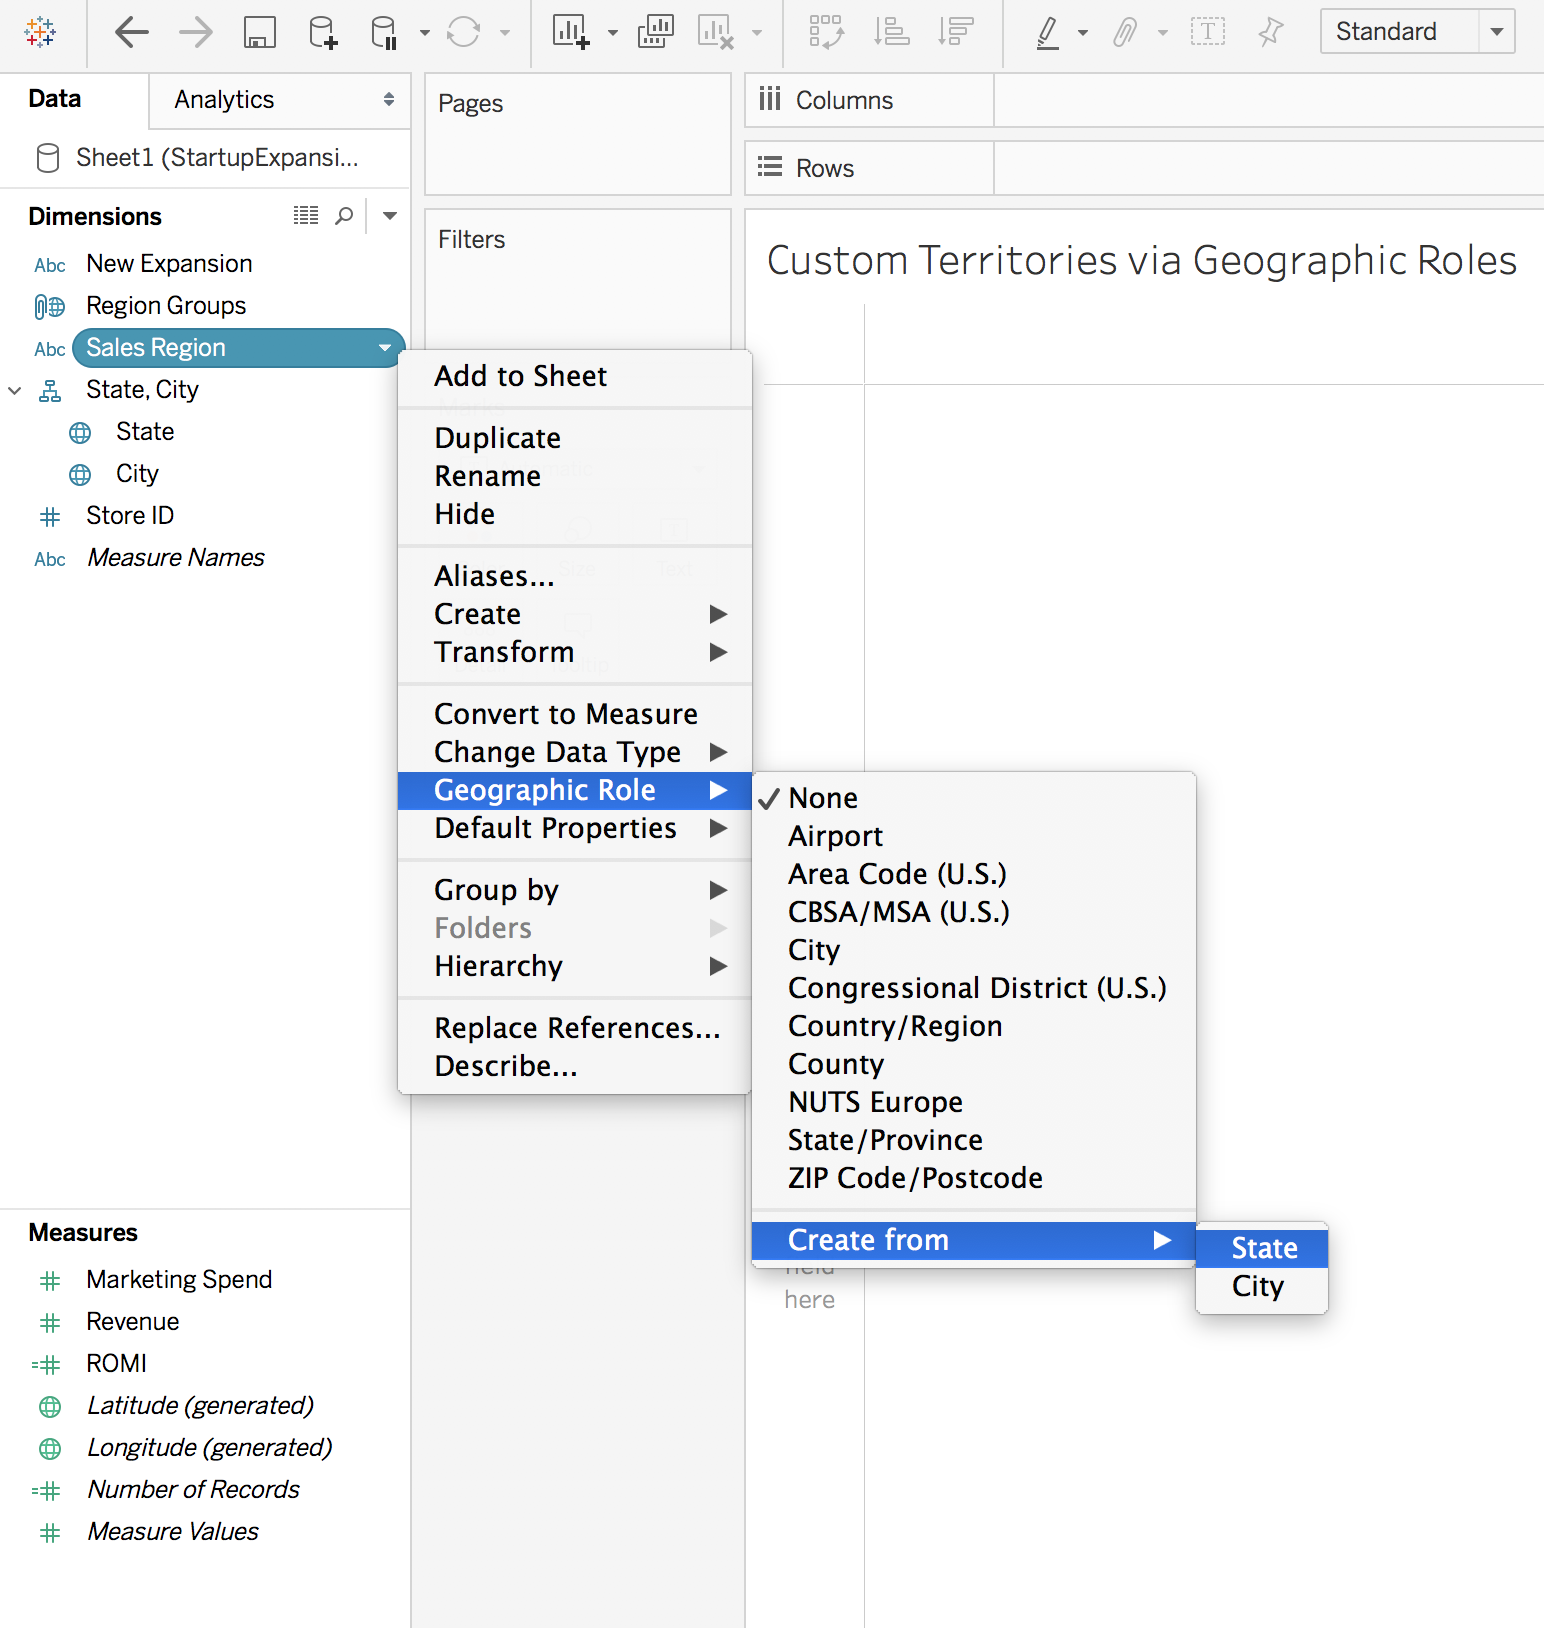 Standard
Data
Analytics
Pages
Columns
Sheet1 (StartupExpansi...
Rows
Dimensions
Filters
Custom Territories via Geographic Roles
Abc New Expansion
Region Groups
Abc Sales Region
State, City
State
City
Store ID
Abc Measure Names
Add to Sheet
Duplicate
Rename
Hide
Aliases...
Create
Transform
Convert to Measure
Change Data Type
Geographic Role
Default Properties
Group by
Folders
Hierarchy
Replace References...
Describe...
None
Airport
Area Code (U.S.)
CBSA/MSA (U.S.)
City
Congressional District (U.S.)
Country/Region
County
NUTS Europe
State/Province
ZIP Code/Postcode
Create from
State
City
here
Measures
Marketing Spend
Revenue
ROMI
Latitude (generated)
Longitude (generated)
Number of Records
Measure Values